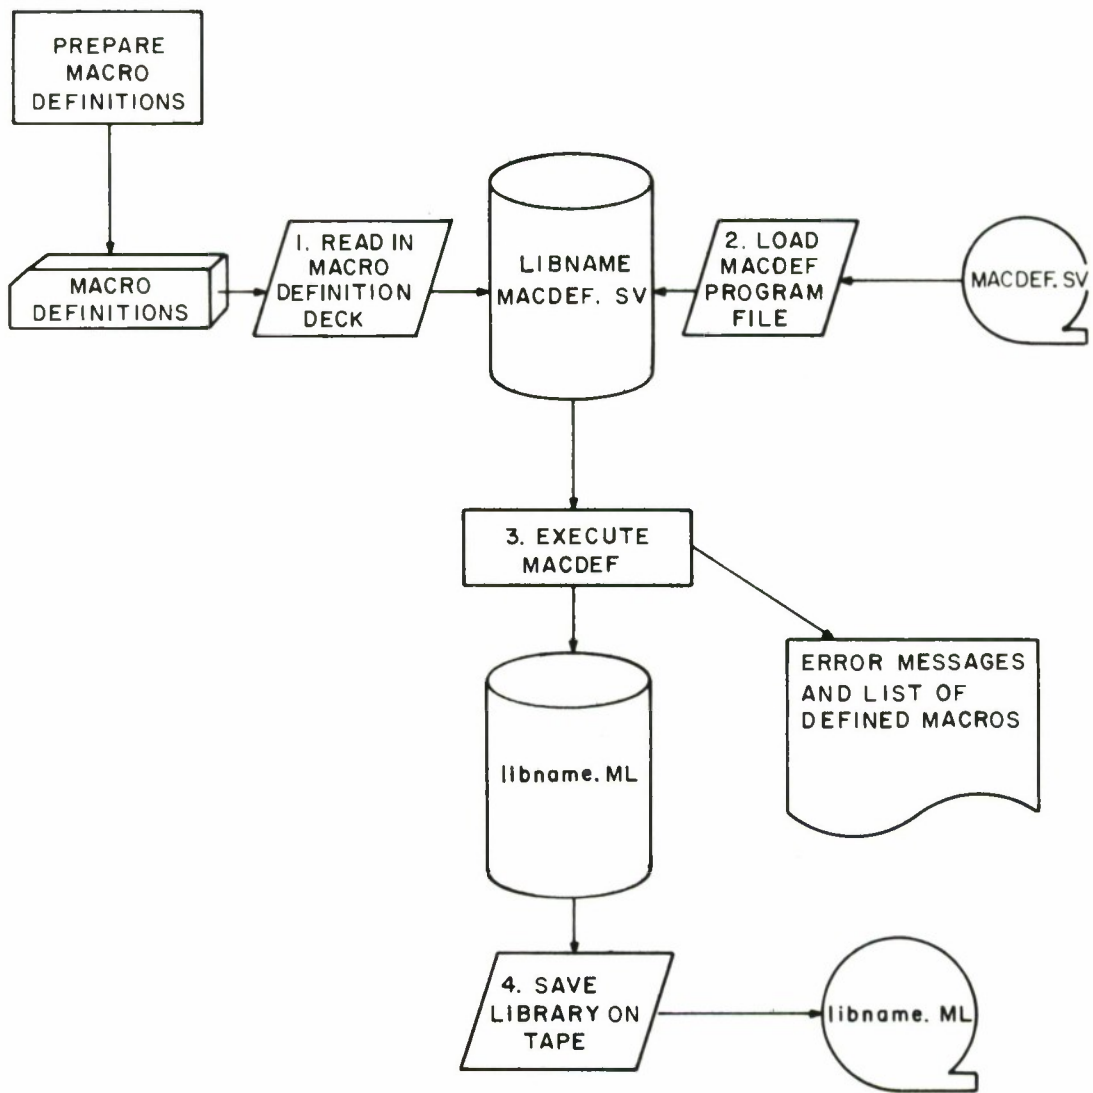 PREPARE
MACRO
DEFINITIONS
MACRO
DEFINITIONS
1. READ IN
MACRO
DEFINITION
DECK
LIBNAME
MACDEF. SV
2. LOAD
MACDEF
PROGRAM
FILE
MACDEF. SV
3. EXECUTE
MACDEF
ERROR MESSAGES
AND LIST OF
DEFINED MACROS
libname. ML
4. SAVE
LIBRARY ON
TAPE
libname. ML